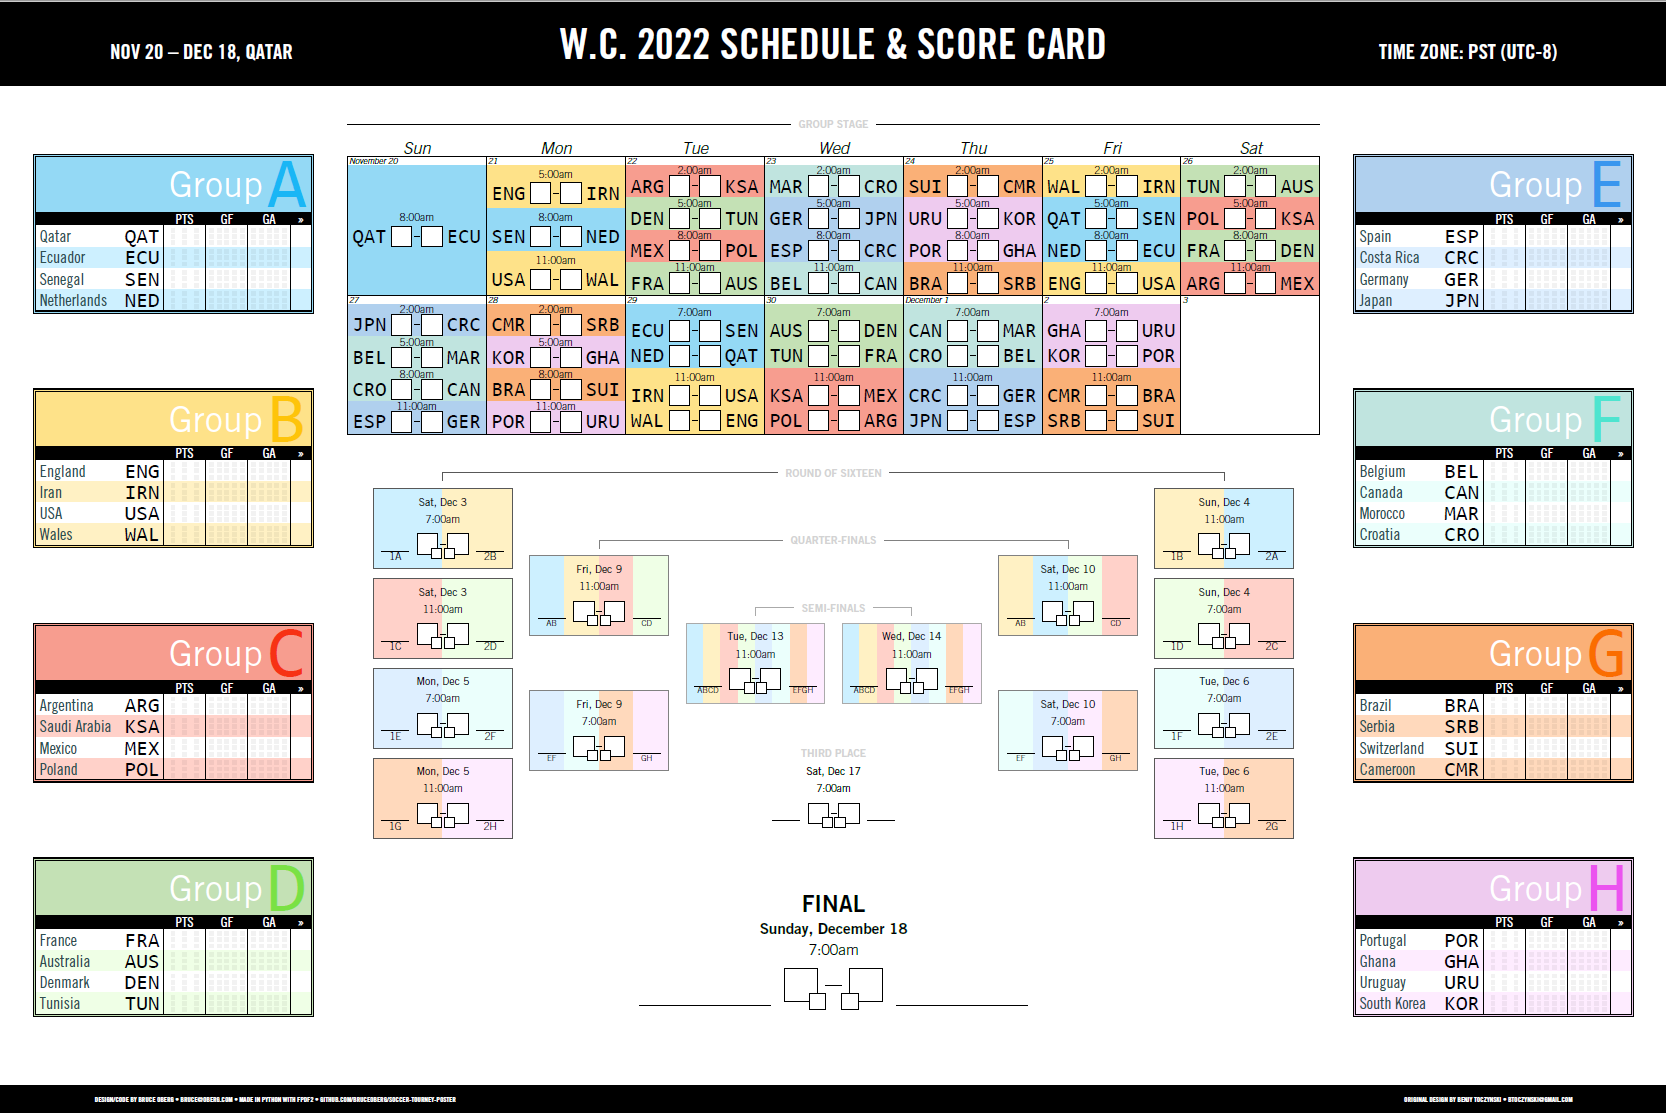 NOV 20 – DEC 18, QATAR
W.C. 2022 SCHEDULE & SCORE CARD
TIME ZONE: PST (UTC-8)
GROUP STAGE
Sun Mon Tue Wed Thu Fri Sat
November 20
8:00am
QAT – ECU
21
5:00am
ENG – IRN
8:00am
SEN – NED
11:00am
USA – WAL
22
2:00am
ARG – KSA
5:00am
DEN – TUN
8:00am
MEX – POL
11:00am
FRA – AUS
23
2:00am
MAR – CRO
5:00am
GER – JPN
8:00am
ESP – CRC
11:00am
BEL – CAN
24
2:00am
SUI – CMR
5:00am
URU – KOR
8:00am
POR – GHA
11:00am
BRA – SRB
25
2:00am
WAL – IRN
5:00am
QAT – SEN
8:00am
NED – ECU
11:00am
ENG – USA
26
2:00am
TUN – AUS
5:00am
POL – KSA
8:00am
FRA – DEN
11:00am
ARG – MEX
27
2:00am
JPN – CRC
5:00am
BEL – MAR
8:00am
CRO – CAN
11:00am
ESP – GER
28
2:00am
CMR – SRB
5:00am
KOR – GHA
8:00am
BRA – SUI
11:00am
POR – URU
29
7:00am
ECU – SEN
NED – QAT
11:00am
IRN – USA
WAL – ENG
30
7:00am
AUS – DEN
TUN – FRA
11:00am
KSA – MEX
POL – ARG
December 1
7:00am
CAN – MAR
CRO – BEL
11:00am
CRC – GER
JPN – ESP
2
7:00am
GHA – URU
KOR – POR
11:00am
CMR – BRA
SRB – SUI
3
Group A
PTS GF GA »
Qatar QAT
Ecuador ECU
Senegal SEN
Netherlands NED
Group B
PTS GF GA »
England ENG
Iran IRN
USA USA
Wales WAL
Group C
PTS GF GA »
Argentina ARG
Saudi Arabia KSA
Mexico MEX
Poland POL
Group D
PTS GF GA »
France FRA
Australia AUS
Denmark DEN
Tunisia TUN
ROUND OF SIXTEEN
Sat, Dec 3
7:00am
1A – 2B
Sat, Dec 3
11:00am
1C – 2D
Mon, Dec 5
7:00am
1E – 2F
Mon, Dec 5
11:00am
1G – 2H
Sun, Dec 4
11:00am
1B – 2A
Sun, Dec 4
7:00am
1D – 2C
Tue, Dec 6
7:00am
1F – 2E
Tue, Dec 6
11:00am
1H – 2G
QUARTER-FINALS
Fri, Dec 9
11:00am
AB – CD
Fri, Dec 9
7:00am
EF – GH
Sat, Dec 10
11:00am
AB – CD
Sat, Dec 10
7:00am
EF – GH
SEMI-FINALS
Tue, Dec 13
11:00am
ABCD – EFGH
Wed, Dec 14
11:00am
ABCD – EFGH
THIRD PLACE
Sat, Dec 17
7:00am
–
FINAL
Sunday, December 18
7:00am
–
Group E
PTS GF GA »
Spain ESP
Costa Rica CRC
Germany GER
Japan JPN
Group F
PTS GF GA »
Belgium BEL
Canada CAN
Morocco MAR
Croatia CRO
Group G
PTS GF GA »
Brazil BRA
Serbia SRB
Switzerland SUI
Cameroon CMR
Group H
PTS GF GA »
Portugal POR
Ghana GHA
Uruguay URU
South Korea KOR
DESIGN/CODE BY BRUCE OBERG • BRUCE@OBERG.COM • MADE IN PYTHON WITH FPDF2 • GITHUB.COM/BRUCEOBERG/SOCCER-TOURNEY-POSTER
ORIGINAL DESIGN BY BENJY TOCZYNSKI • BTOCZYNSKI@GMAIL.COM